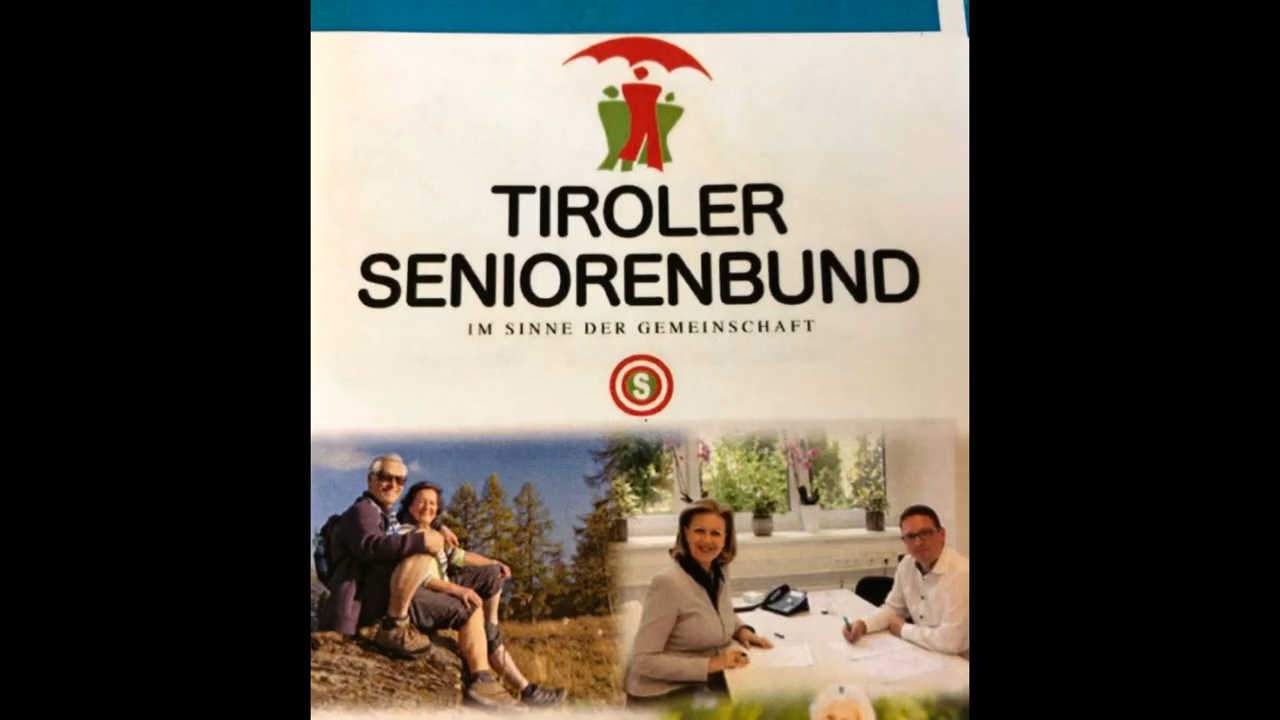 TIROLER
SENIORENBUND
IM SINNE DER GEMEINSCHAFT
S